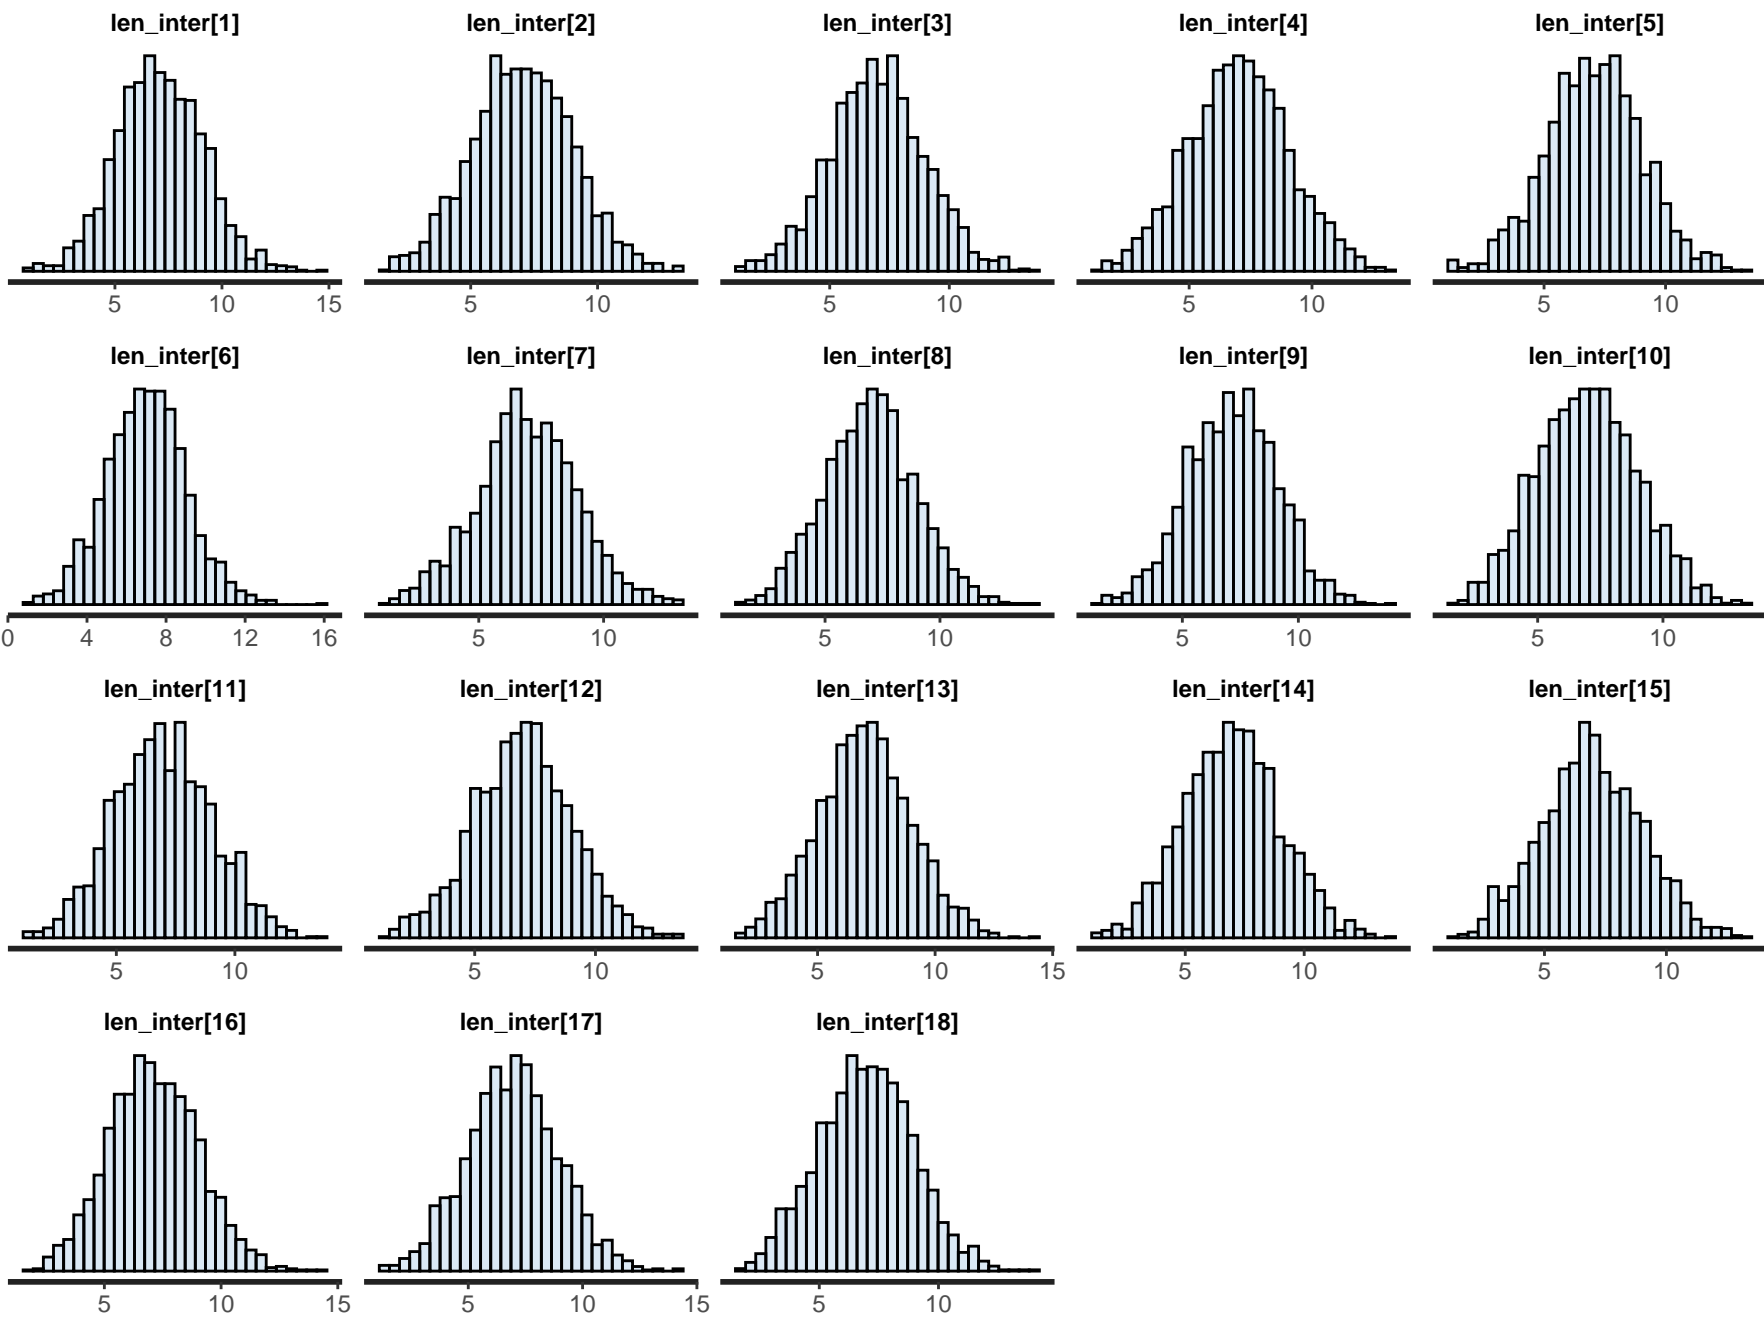 len_inter[1] len_inter[2] len_inter[3] len_inter[4] len_inter[5]
5 10 15 5 10 5 10 5 10 5 10
len_inter[6] len_inter[7] len_inter[8] len_inter[9] len_inter[10]
0 4 8 12 16 5 10 5 10 5 10 5 10
len_inter[11] len_inter[12] len_inter[13] len_inter[14] len_inter[15]
5 10 5 10 5 10 15 5 10 5 10
len_inter[16] len_inter[17] len_inter[18]
5 10 15 5 10 15 5 10